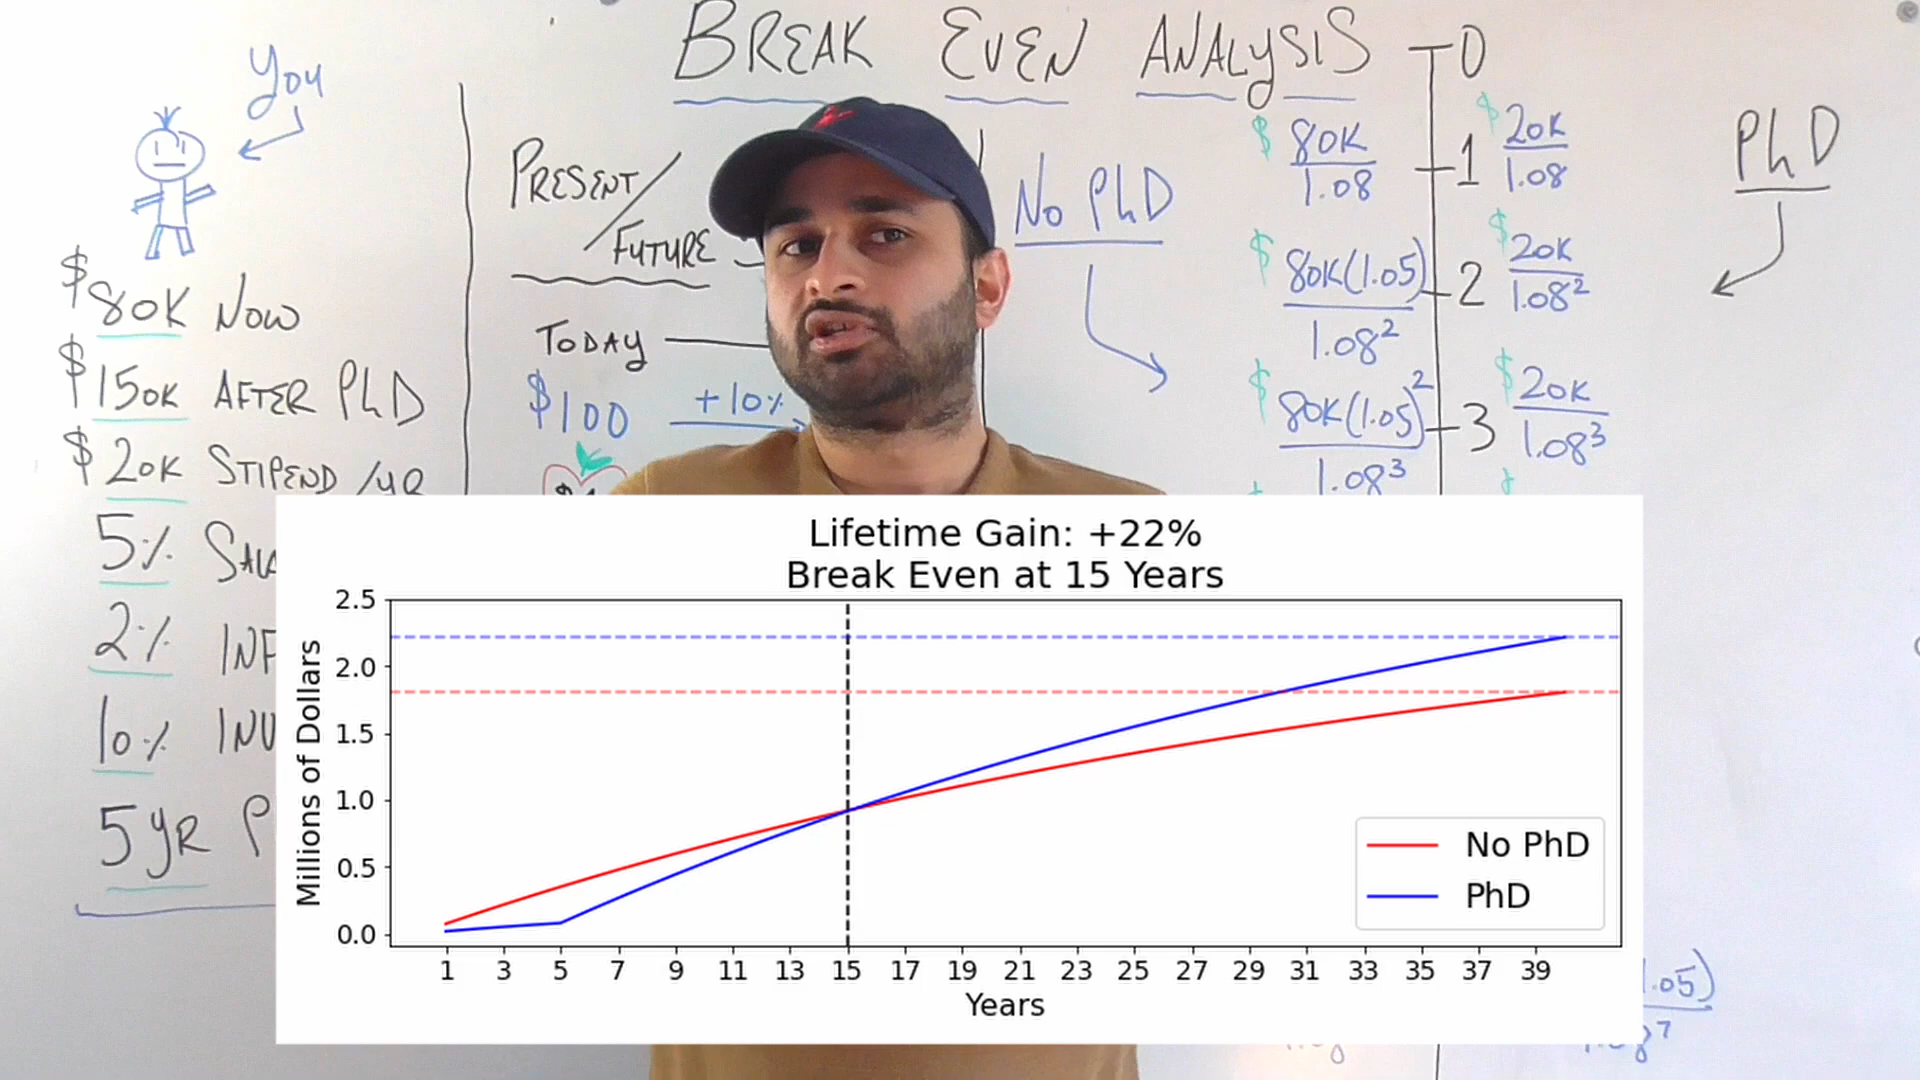 BREAK EVEN ANALYSIS
You
$80K NOW
$150K AFTER PhD
$20K STIPEND /YR
5%
2% INF
10% INV
5 YR P
PRESENT/
FUTURE
TODAY
$100 +10%
No PhD
$ 80K
1.08
$ 80K(1.05)
1.08²
$ 80K(1.05)²
1.08³
0
1
2
3
$ 20K
1.08
$ 20K
1.08²
$ 20K
1.08³
PhD
Lifetime Gain: +22%
Break Even at 15 Years
Millions of Dollars
2.5
2.0
1.5
1.0
0.5
0.0
No PhD
PhD
1 3 5 7 9 11 13 15 17 19 21 23 25 27 29 31 33 35 37 39
Years
.05)